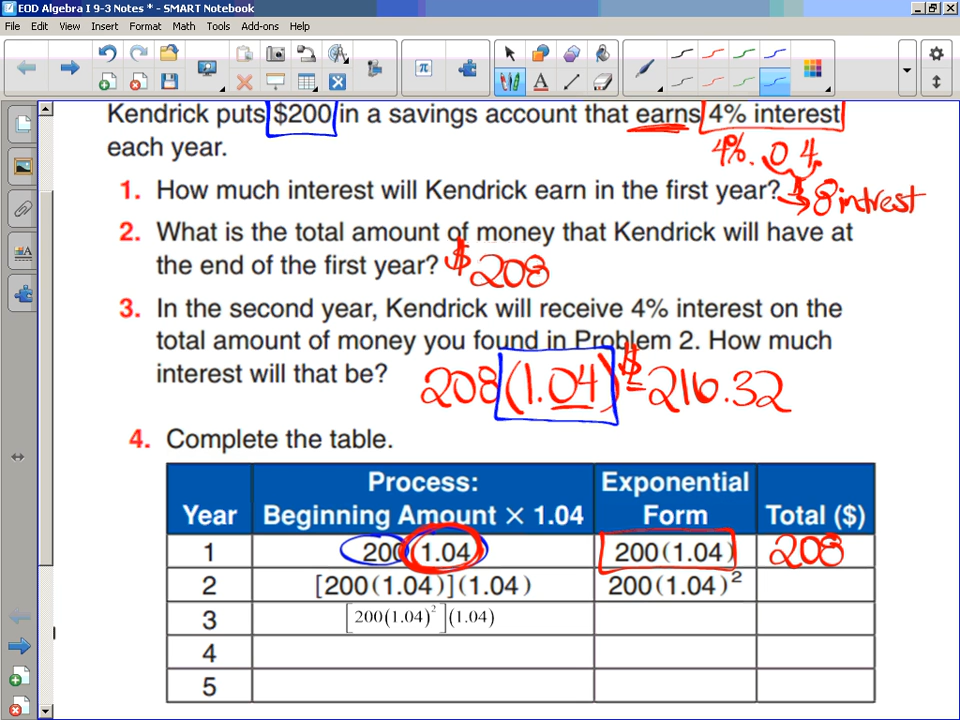 EOD Algebra I 9-3 Notes * - SMART Notebook
File Edit View Insert Format Math Tools Add-ons Help
Kendrick puts $200 in a savings account that earns 4% interest
each year.
4% .04
1. How much interest will Kendrick earn in the first year?
$8 intrest
2. What is the total amount of money that Kendrick will have at
the end of the first year? $208
3. In the second year, Kendrick will receive 4% interest on the
total amount of money you found in Problem 2. How much
interest will that be?
208(1.04) = $216.32
4. Complete the table.
Year Process: Beginning Amount × 1.04 Exponential Form Total ($)
1 200(1.04) 200(1.04) 208
2 [200(1.04)](1.04) 200(1.04)²
3 [200(1.04)²](1.04)
4
5